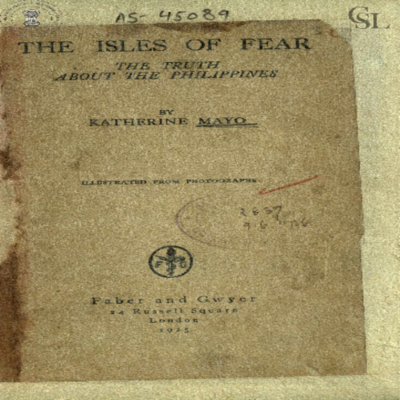 AS-45089
GSL
THE ISLES OF FEAR
THE TRUTH
ABOUT THE PHILIPPINES
BY
KATHERINE MAYO
ILLUSTRATED FROM PHOTOGRAPHS
Faber and Gwyer
24 Russell Square
London
1925